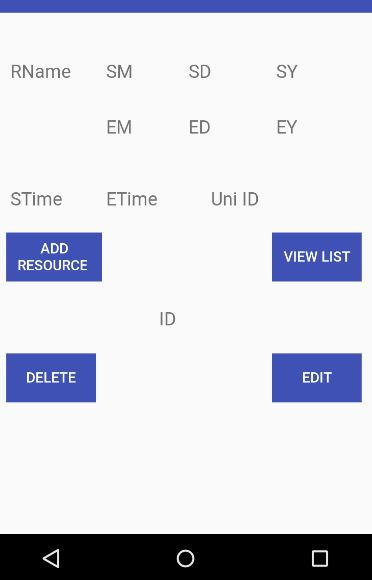 RName SM SD SY
EM ED EY
STime ETime Uni ID
ADD
RESOURCE
VIEW LIST
ID
DELETE EDIT